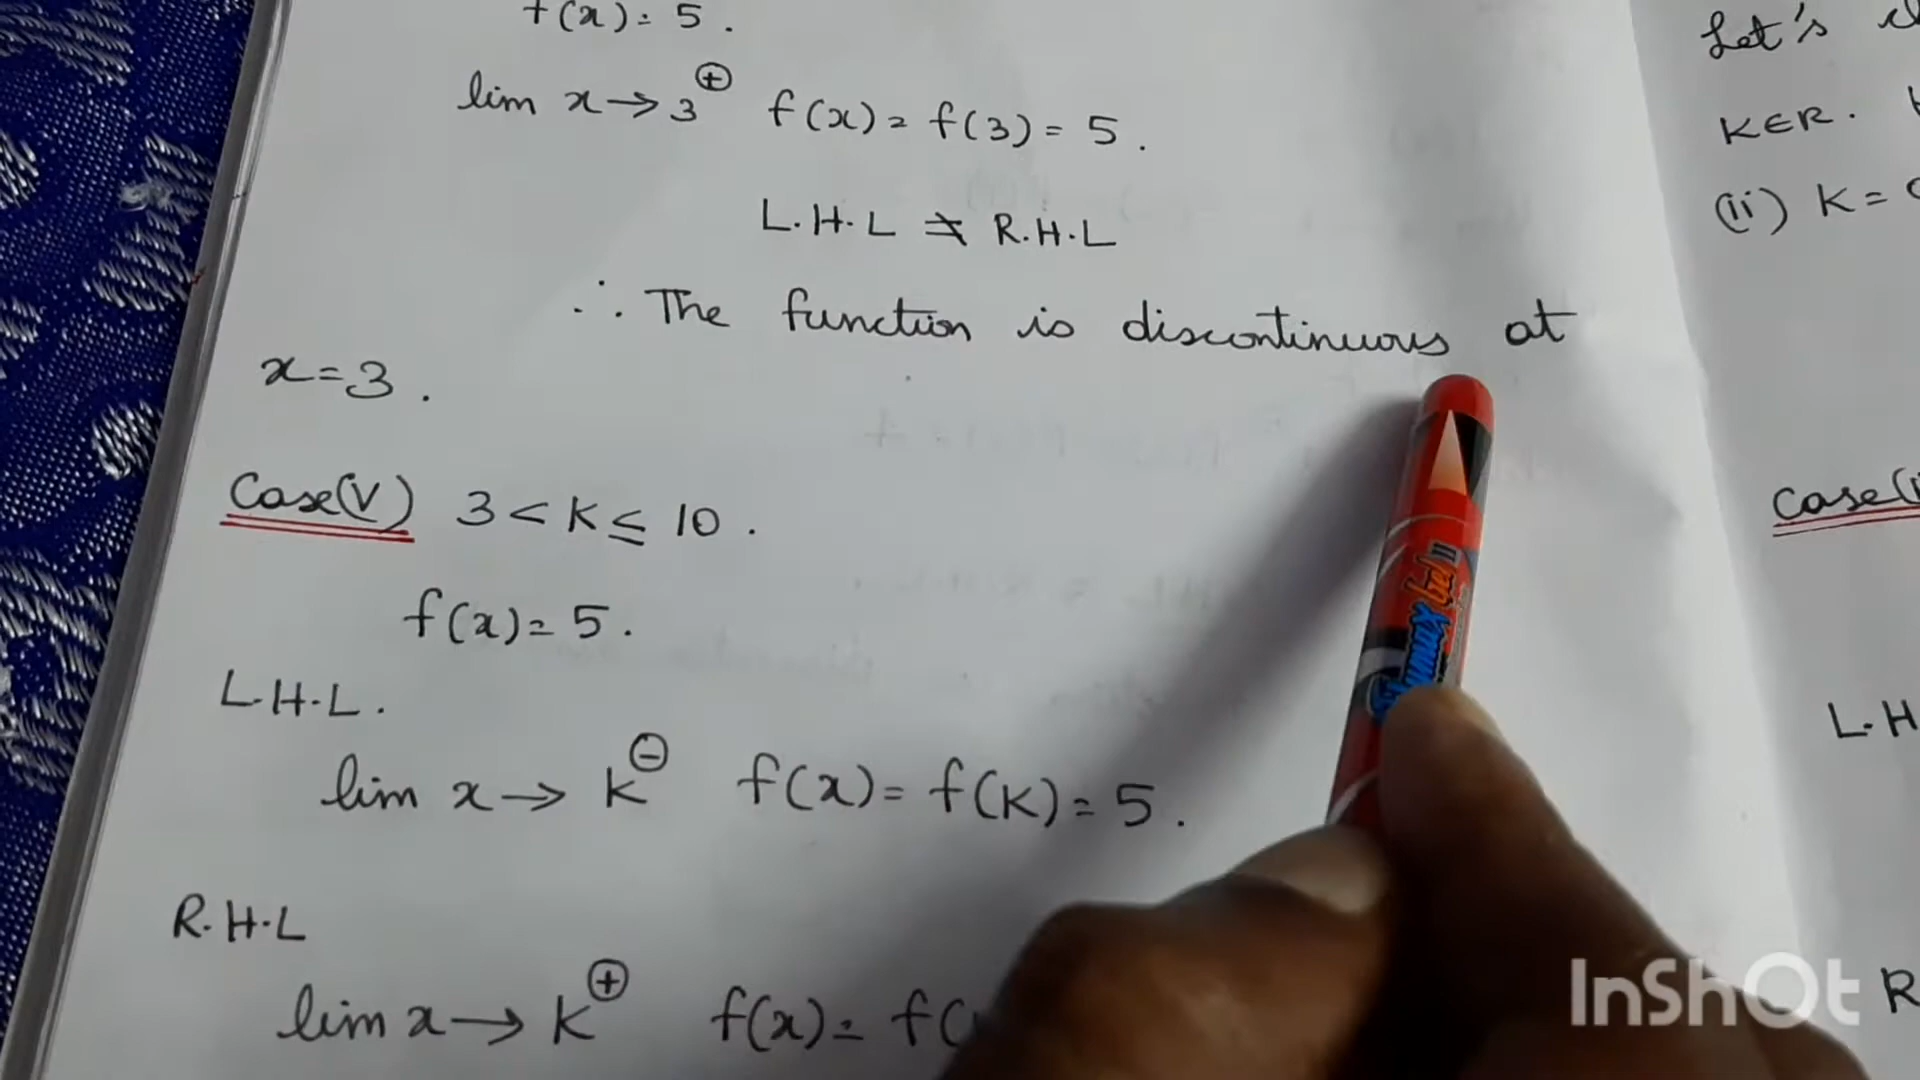 f(x) = 5.
lim x → 3⊕ f(x) = f(3) = 5.
L.H.L ≠ R.H.L
∴ The function is discontinuous at
x = 3.
Case(V) 3 < K ≤ 10.
f(x) = 5.
L.H.L.
lim x → K⊖ f(x) = f(K) = 5.
R.H.L
lim x → K⊕ f(x) = f(
Let's
KER.
(ii) K =
Case(i
L.H
R
InShOt